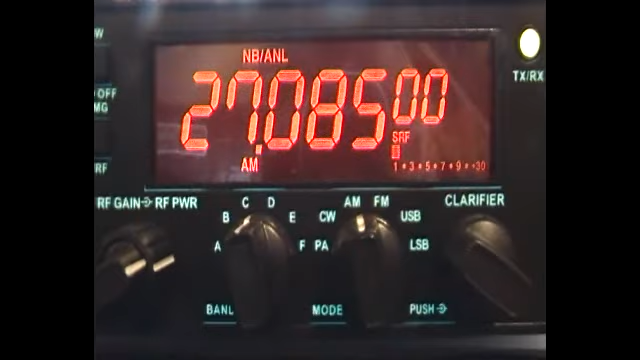 W
NB/ANL
27.08500
TX/RX
OFF
MG
SRF
RF
AM
1•3•5•7•9•+30
RF GAIN RF PWR
C D
AM FM
CLARIFIER
B
E
CW
USB
A
F
PA
LSB
BAND
MODE
PUSH